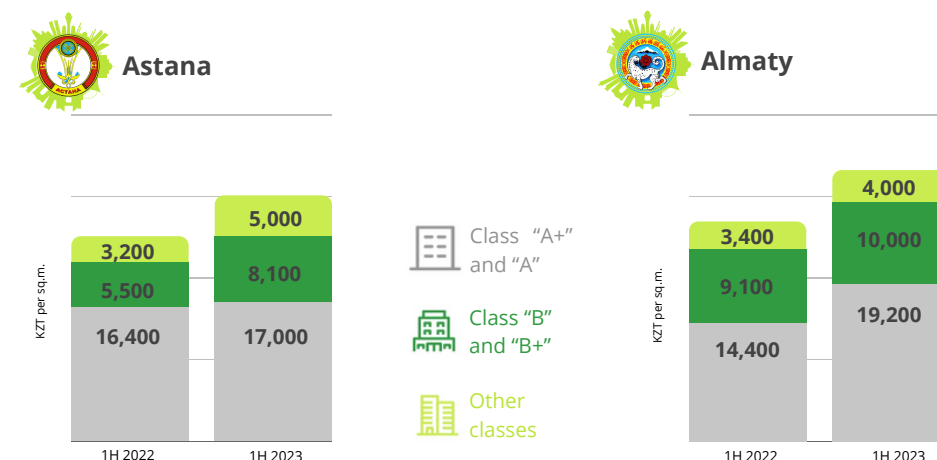 Astana
АСТАНА
KZT per sq.m.
3,200
5,500
16,400
1H 2022
5,000
8,100
17,000
1H 2023
Class “A+”
and “A”
Class “B”
and “B+”
Other
classes
Almaty
KZT per sq.m.
3,400
9,100
14,400
1H 2022
4,000
10,000
19,200
1H 2023